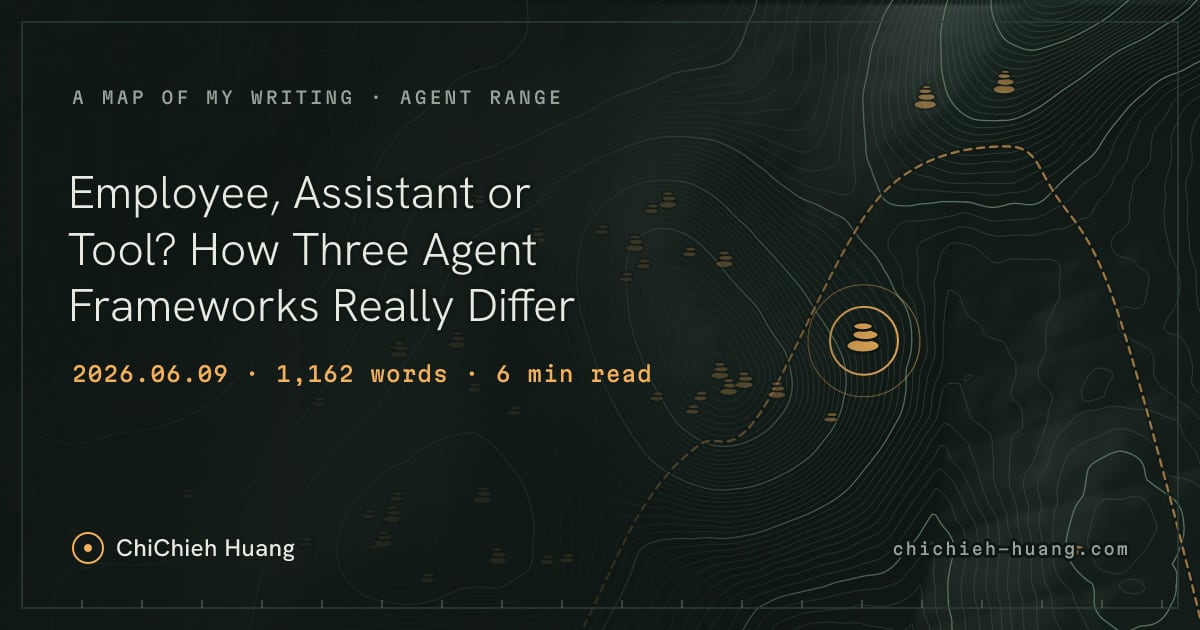 A MAP OF MY WRITING · AGENT RANGE
Employee, Assistant or
Tool? How Three Agent
Frameworks Really Differ
2026.06.09 · 1,162 words · 6 min read
ChiChieh Huang
chichieh-huang.com